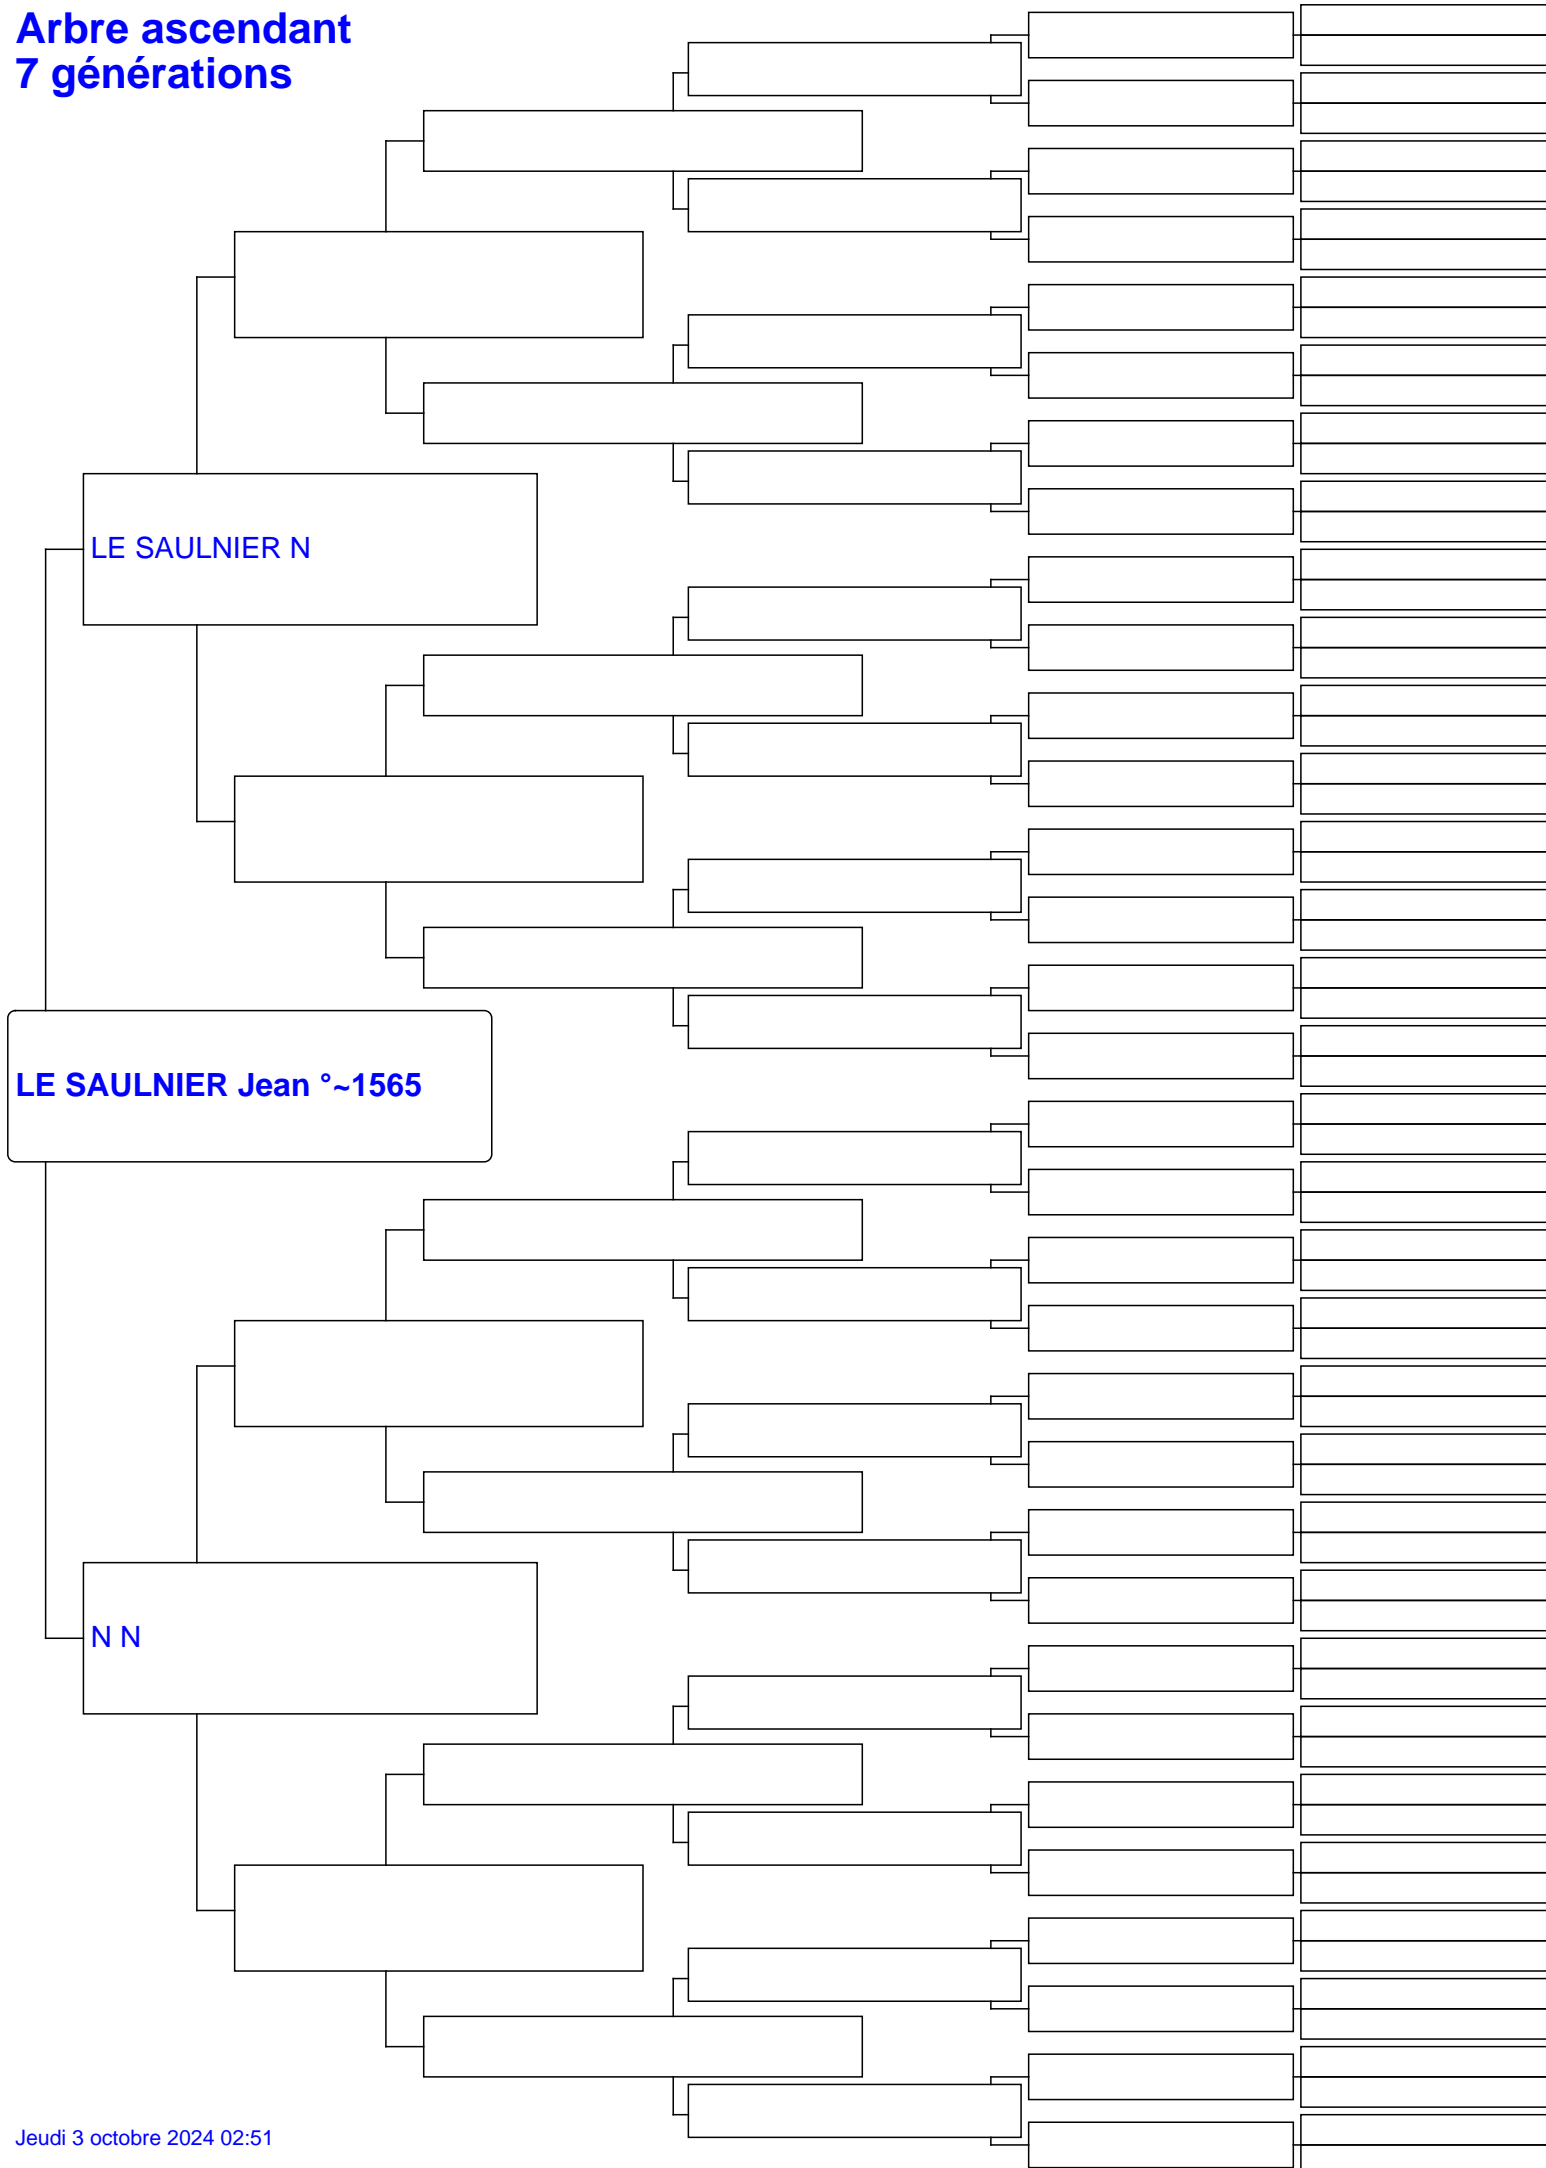 Arbre ascendant
7 générations
LE SAULNIER N
LE SAULNIER Jean °~1565
N N
Jeudi 3 octobre 2024 02:51